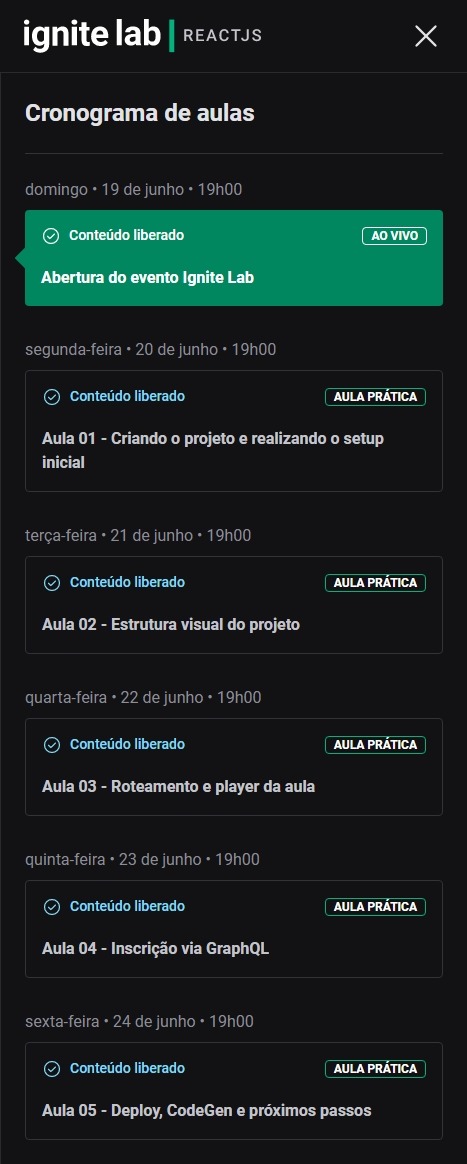 ignite lab | REACTJS
Cronograma de aulas
domingo • 19 de junho • 19h00
Conteúdo liberado AO VIVO
Abertura do evento Ignite Lab
segunda-feira • 20 de junho • 19h00
Conteúdo liberado AULA PRÁTICA
Aula 01 - Criando o projeto e realizando o setup
inicial
terça-feira • 21 de junho • 19h00
Conteúdo liberado AULA PRÁTICA
Aula 02 - Estrutura visual do projeto
quarta-feira • 22 de junho • 19h00
Conteúdo liberado AULA PRÁTICA
Aula 03 - Roteamento e player da aula
quinta-feira • 23 de junho • 19h00
Conteúdo liberado AULA PRÁTICA
Aula 04 - Inscrição via GraphQL
sexta-feira • 24 de junho • 19h00
Conteúdo liberado AULA PRÁTICA
Aula 05 - Deploy, CodeGen e próximos passos